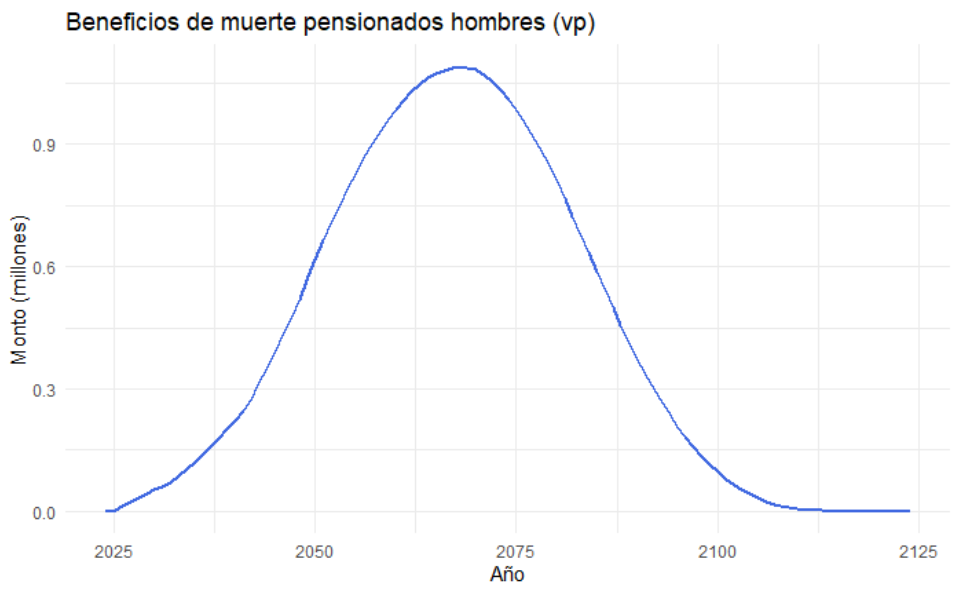 Beneficios de muerte pensionados hombres (vp)
Monto (millones)
0.9
0.6
0.3
0.0
2025 2050 2075 2100 2125
Año